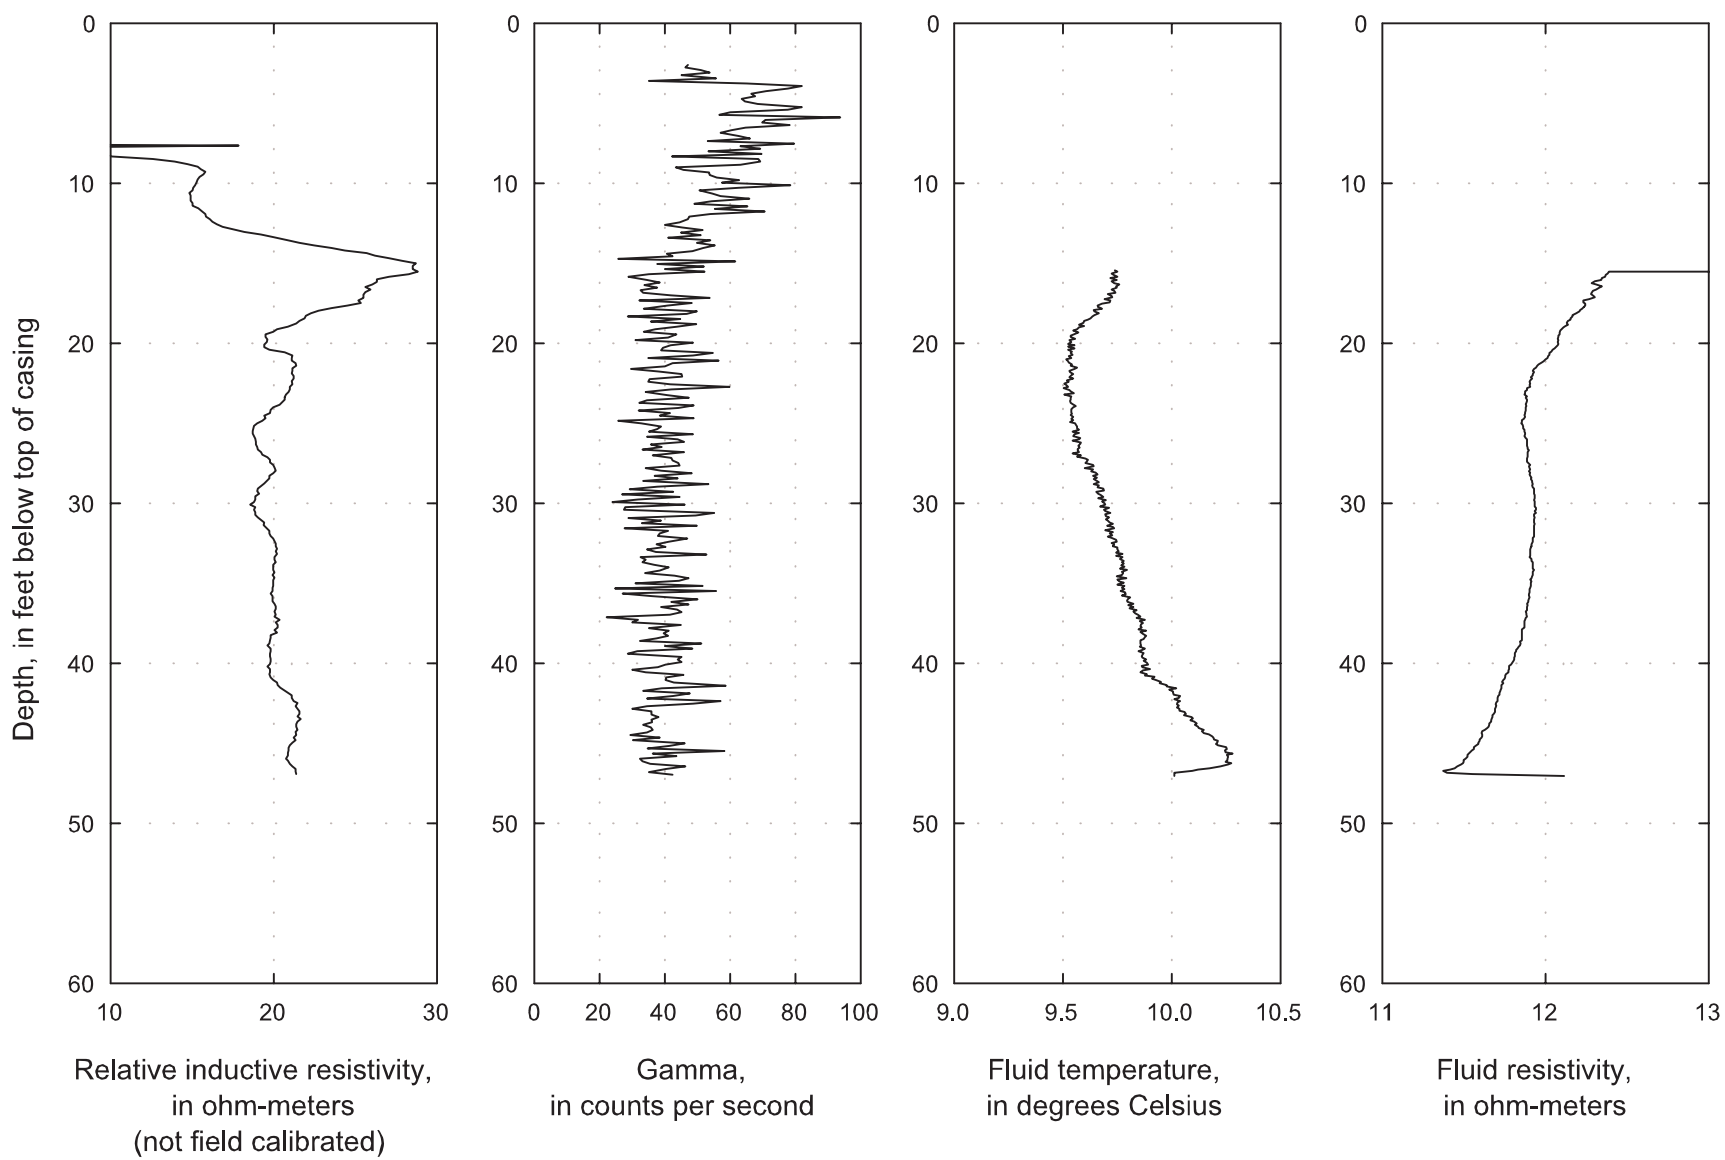 0 0 0 0
10 10 10 10
20 20 20 20
30 30 30 30
40 40 40 40
50 50 50 50
60 60 60 60
Depth, in feet below top of casing
10 20 30 0 20 40 60 80 100 9.0 9.5 10.0 10.5 11 12 13
Relative inductive resistivity,
in ohm-meters
(not field calibrated)
Gamma,
in counts per second
Fluid temperature,
in degrees Celsius
Fluid resistivity,
in ohm-meters